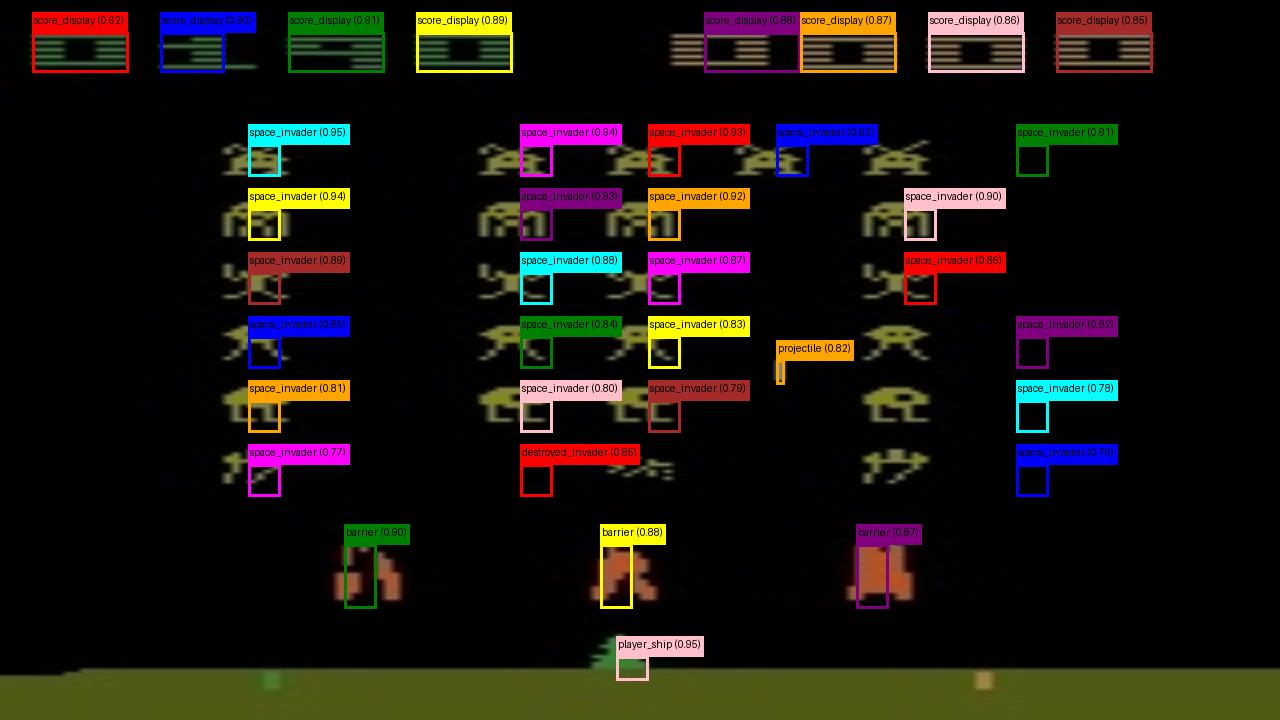 score_display (0.92) score_display (0.90) score_display (0.91) score_display (0.89) score_display (0.88) score_display (0.87) score_display (0.86) score_display (0.85)
space_invader (0.95) space_invader (0.94) space_invader (0.93) space_invader (0.92) space_invader (0.91)
space_invader (0.94) space_invader (0.93) space_invader (0.92) space_invader (0.90)
space_invader (0.89) space_invader (0.88) space_invader (0.87) space_invader (0.86)
space_invader (0.85) space_invader (0.84) space_invader (0.83) space_invader (0.82)
projectile (0.82)
space_invader (0.81) space_invader (0.80) space_invader (0.79) space_invader (0.78)
space_invader (0.77) destroyed_invader (0.85) space_invader (0.76)
barrier (0.90) barrier (0.88) barrier (0.87)
player_ship (0.95)